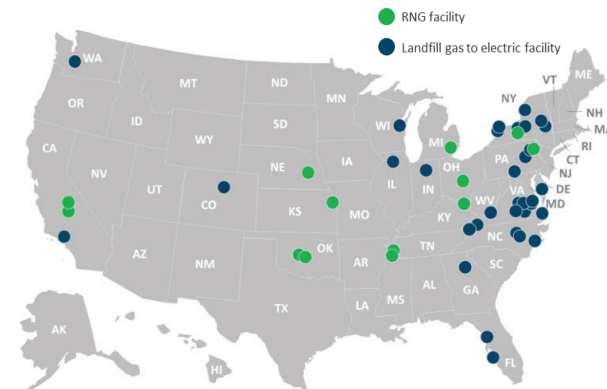 RNG facility
Landfill gas to electric facility
WA
MT
ND
MN
VT
ME
NY
NH
MA
RI
CT
NJ
DE
MD
OR
ID
SD
WI
MI
WY
CA
NV
UT
NE
IA
IL
IN
OH
PA
CO
KS
MO
KY
WV
VA
AZ
NM
OK
AR
TN
NC
SC
TX
LA
MS
AL
GA
FL
AK
HI